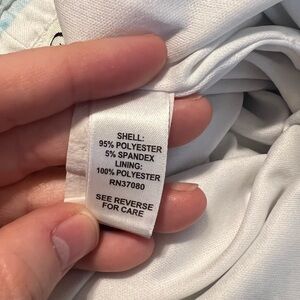 SHELL:
95% POLYESTER
5% SPANDEX
LINING:
100% POLYESTER
RN37080
SEE REVERSE
FOR CARE